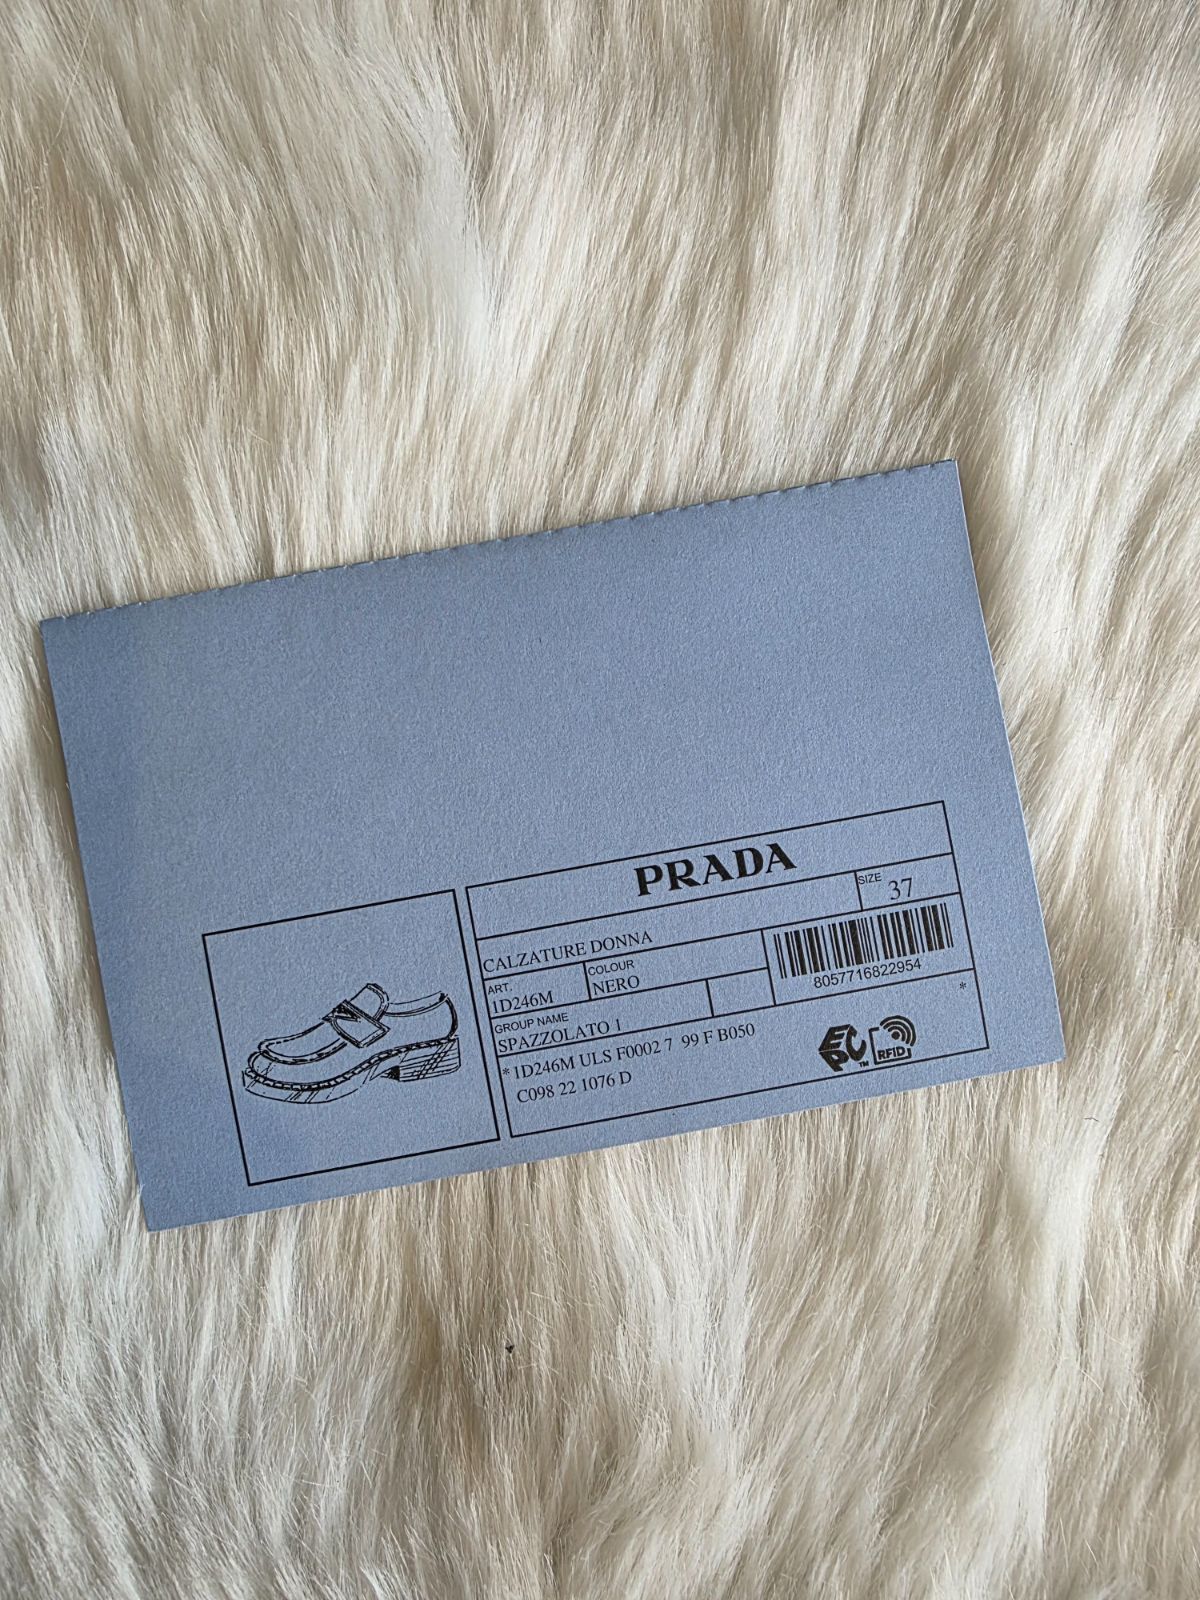 PRADA
CALZATURE DONNA
SIZE
37
ART.
1D246M
COLOUR
NERO
8057716822954
GROUP NAME
SPAZZOLATO 1
*
* 1D246M ULS F0002 7 99 F B050
C098 22 1076 D
EPC™
RFID